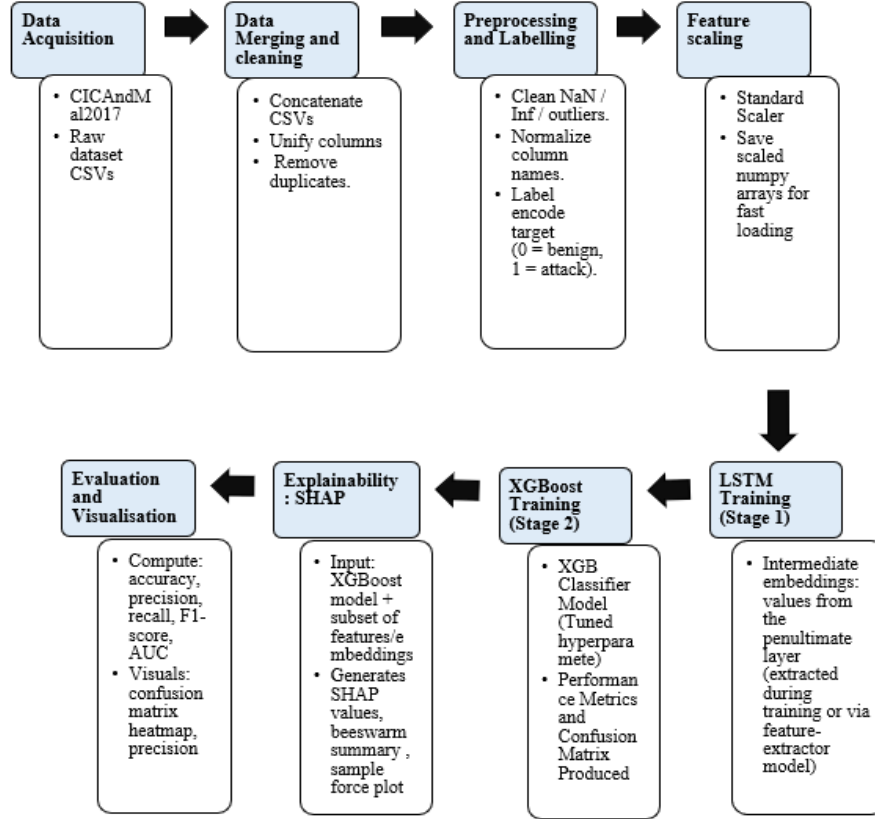 Data
Acquisition
• CICAndM
al2017
• Raw
dataset
CSVs
Data
Merging and
cleaning
• Concatenate
CSVs
• Unify columns
• Remove
duplicates.
Preprocessing
and Labelling
• Clean NaN /
Inf / outliers.
• Normalize
column
names.
• Label
encode
target
(0 = benign,
1 = attack).
Feature
scaling
• Standard
Scaler
• Save
scaled
numpy
arrays for
fast
loading
LSTM
Training
(Stage 1)
• Intermediate
embeddings:
values from
the
penultimate
layer
(extracted
during
training or via
feature-
extractor
model)
XGBoost
Training
(Stage 2)
• XGB
Classifier
Model
(Tuned
hyperpara
mete)
• Performan
ce Metrics
and
Confusion
Matrix
Produced
Explainability
: SHAP
• Input:
XGBoost
model +
subset of
features/e
mbeddings
• Generates
SHAP
values,
beeswarm
summary ,
sample
force plot
Evaluation
and
Visualisation
• Compute:
accuracy,
precision,
recall, F1-
score,
AUC
• Visuals:
confusion
matrix
heatmap,
precision